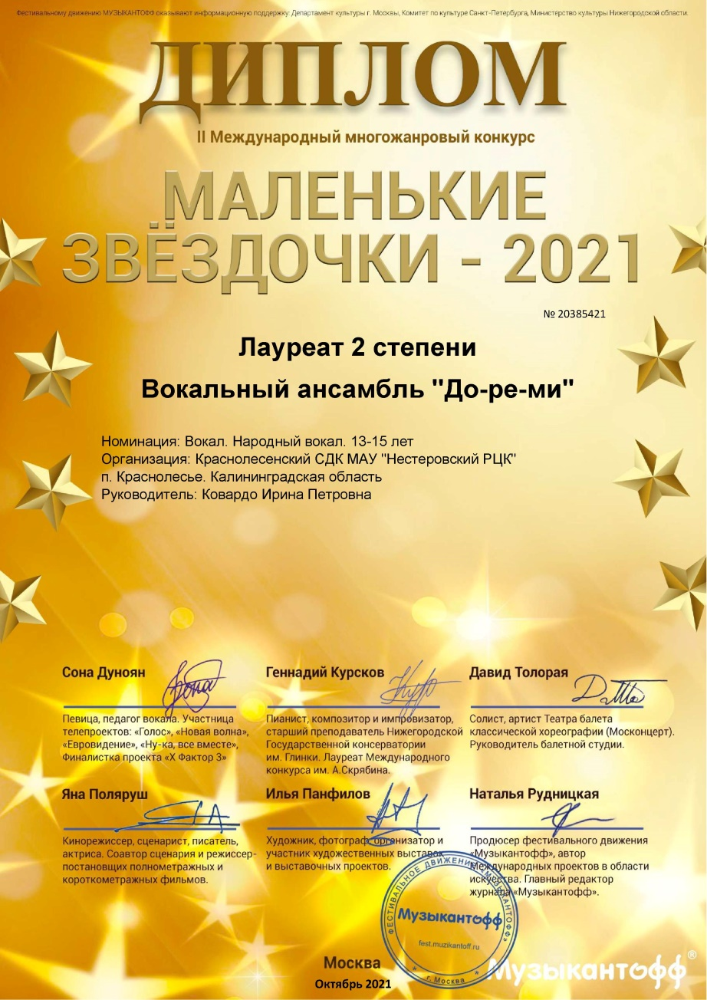 Фестивальному движению МУЗЫКАНТОФФ оказывают информационную поддержку: Департамент культуры г. Москвы, Комитет по культуре Санкт-Петербурга, Министерство культуры Нижегородской области.
ДИПЛОМ
II Международный многожанровый конкурс
МАЛЕНЬКИЕ
ЗВЁЗДОЧКИ - 2021
№ 20385421
Лауреат 2 степени
Вокальный ансамбль "До-ре-ми"
Номинация: Вокал. Народный вокал. 13-15 лет
Организация: Краснолесенский СДК МАУ "Нестеровский РЦК"
п. Краснолесье. Калининградская область
Руководитель: Ковардо Ирина Петровна
Сона Дуноян
Певица, педагог вокала. Участница
телепроектов: «Голос», «Новая волна»,
«Евровидение», «Ну-ка, все вместе»,
Финалистка проекта «X Фактор 3»
Геннадий Курсков
Пианист, композитор и импровизатор,
старший преподаватель Нижегородской
Государственной консерватории
им. Глинки. Лауреат Международного
конкурса им. А.Скрябина.
Давид Толорая
Солист, артист Театра балета
классической хореографии (Москонцерт).
Руководитель балетной студии.
Яна Поляруш
Кинорежиссер, сценарист, писатель,
актриса. Соавтор сценария и режиссер-
постановщих полнометражных и
короткометражных фильмов.
Илья Панфилов
Художник, фотограф, организатор и
участник художественных выставок
и выставочных проектов.
Наталья Рудницкая
Продюсер фестивального движения
«Музыкантофф», автор
Международных проектов в области
искусства. Главный редактор
журнала «Музыкантофф».
ФЕСТИВАЛЬНОЕ ДВИЖЕНИЕ «МУЗЫКАНТОФФ»
Музыкантофф
fest.muzikantoff.ru
* г. Москва *
Москва
Октябрь 2021
Музыкантофф®